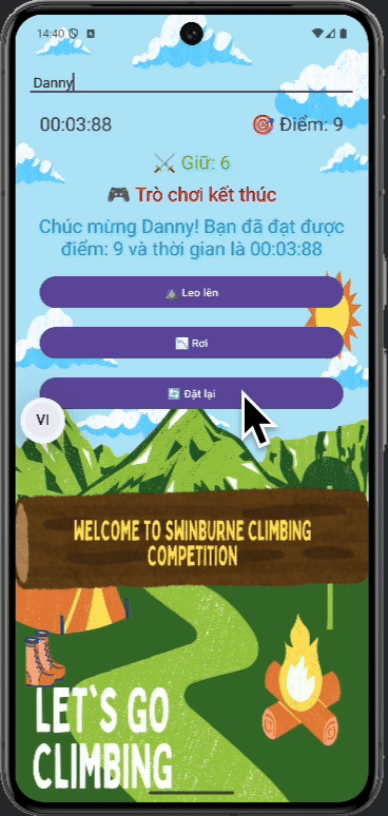 14:40
Danny
00:03:88
🎯 Điểm: 9
⚔️ Giữ: 6
🎮 Trò chơi kết thúc
Chúc mừng Danny! Bạn đã đạt được
điểm: 9 và thời gian là 00:03:88
Leo lên
Rơi
Đặt lại
VI
WELCOME TO SWINBURNE CLIMBING
COMPETITION
LET`S GO
CLIMBING